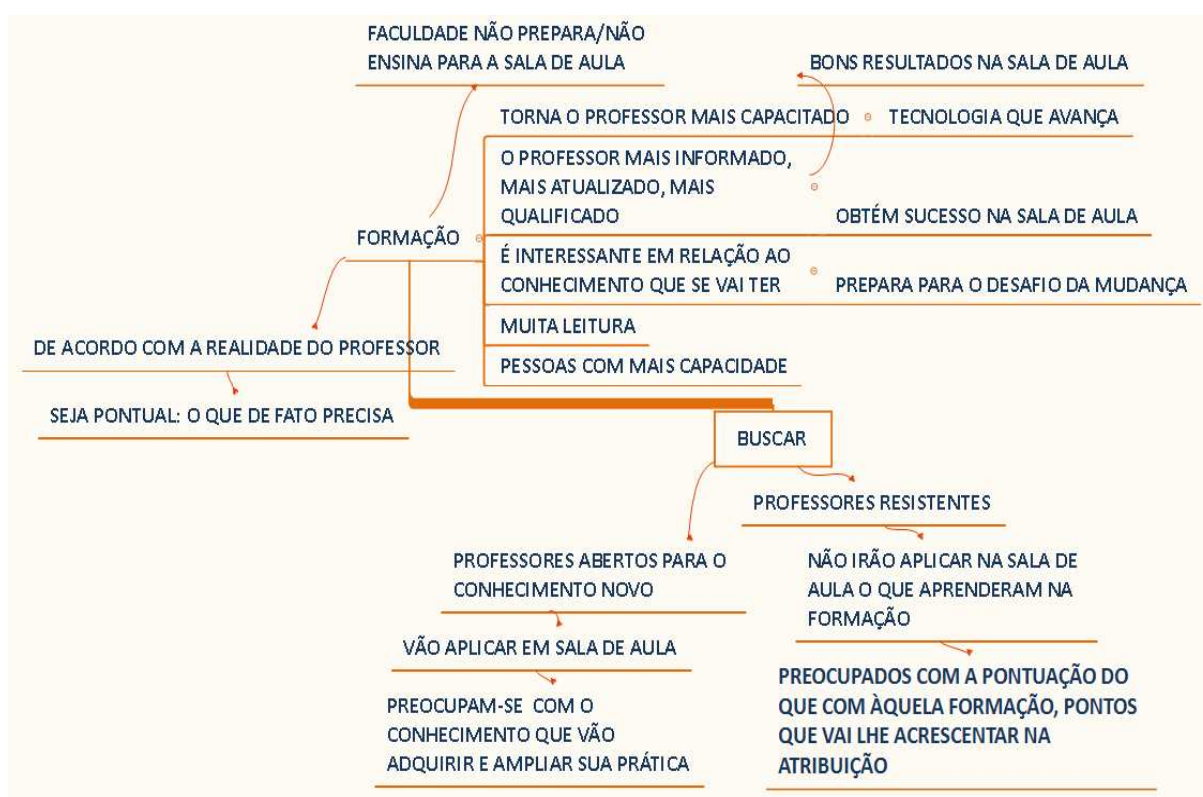 FACULDADE NÃO PREPARA/NÃO
ENSINA PARA A SALA DE AULA
BONS RESULTADOS NA SALA DE AULA
TORNA O PROFESSOR MAIS CAPACITADO
TECNOLOGIA QUE AVANÇA
O PROFESSOR MAIS INFORMADO,
MAIS ATUALIZADO, MAIS
QUALIFICADO
OBTÉM SUCESSO NA SALA DE AULA
FORMAÇÃO
É INTERESSANTE EM RELAÇÃO AO
CONHECIMENTO QUE SE VAI TER
PREPARA PARA O DESAFIO DA MUDANÇA
MUITA LEITURA
PESSOAS COM MAIS CAPACIDADE
DE ACORDO COM A REALIDADE DO PROFESSOR
SEJA PONTUAL: O QUE DE FATO PRECISA
BUSCAR
PROFESSORES RESISTENTES
NÃO IRÃO APLICAR NA SALA DE
AULA O QUE APRENDERAM NA
FORMAÇÃO
PREOCUPADOS COM A PONTUAÇÃO DO
QUE COM ÀQUELA FORMAÇÃO, PONTOS
QUE VAI LHE ACRESCENTAR NA
ATRIBUIÇÃO
PROFESSORES ABERTOS PARA O
CONHECIMENTO NOVO
VÃO APLICAR EM SALA DE AULA
PREOCUPAM-SE COM O
CONHECIMENTO QUE VÃO
ADQUIRIR E AMPLIAR SUA PRÁTICA